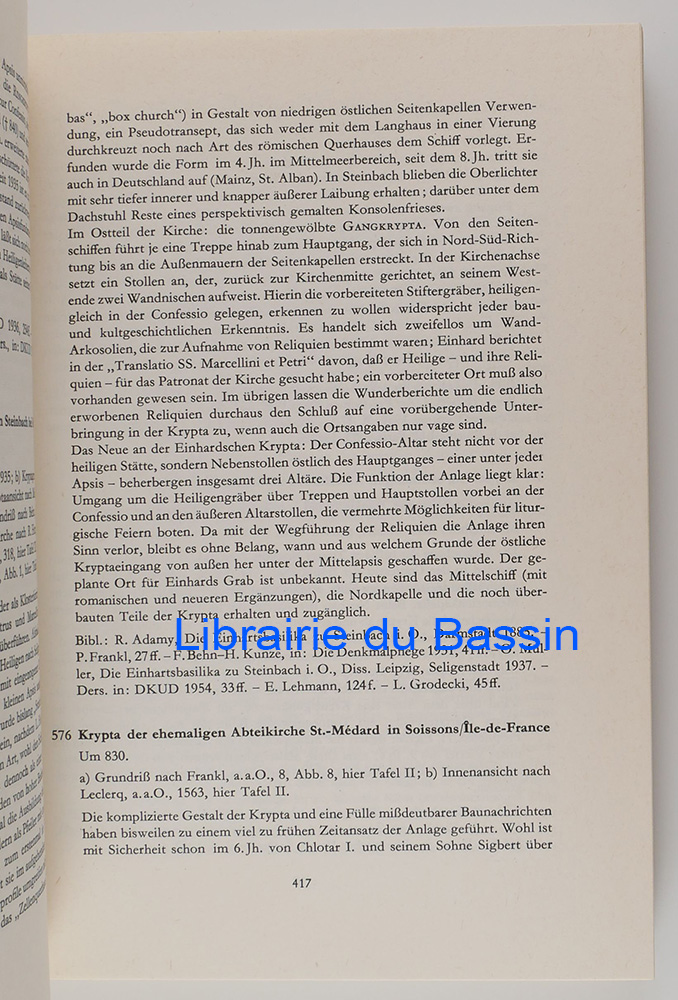 bas“, „box church“) in Gestalt von niedrigen östlichen Seitenkapellen Verwen-
dung, ein Pseudotransept, das sich weder mit dem Langhaus in einer Vierung
durchkreuzt noch nach Art des römischen Querhauses dem Schiff vorlegt. Er-
funden wurde die Form im 4. Jh. im Mittelmeerbereich, seit dem 8. Jh. tritt sie
auch in Deutschland auf (Mainz, St. Alban). In Steinbach blieben die Oberlichter
mit sehr tiefer innerer und knapper äußerer Laibung erhalten; darüber unter dem
Dachstuhl Reste eines perspektivisch gemalten Konsolenfrieses.
Im Ostteil der Kirche: die tonnengewölbte GANGKRYPTA. Von den Seiten-
schiffen führt je eine Treppe hinab zum Hauptgang, der sich in Nord-Süd-Rich-
tung bis an die Außenmauern der Seitenkapellen erstreckt. In der Kirchenachse
setzt ein Stollen an, der, zurück zur Kirchenmitte gerichtet, an seinem West-
ende zwei Wandnischen aufweist. Hierin die vorbereiteten Stiftergräber, heiligen-
gleich in der Confessio gelegen, erkennen zu wollen widerspricht jeder bau-
und kultgeschichtlichen Erkenntnis. Es handelt sich zweifellos um Wand-
Arkosolien, die zur Aufnahme von Reliquien bestimmt waren; Einhard berichtet
in der „Translatio SS. Marcellini et Petri“ davon, daß er Heilige – und ihre Reli-
quien – für das Patronat der Kirche gesucht habe; ein vorbereiteter Ort muß also
vorhanden gewesen sein. Im übrigen lassen die Wunderberichte um die endlich
erworbenen Reliquien durchaus den Schluß auf eine vorübergehende Unter-
bringung in der Krypta zu, wenn auch die Ortsangaben nur vage sind.
Das Neue an der Einhardschen Krypta: Der Confessio-Altar steht nicht vor der
heiligen Stätte, sondern Nebenstollen östlich des Hauptganges – einer unter jeder
Apsis – beherbergen insgesamt drei Altäre. Die Funktion der Anlage liegt klar:
Umgang um die Heiligengräber über Treppen und Hauptstollen vorbei an der
Confessio und an den äußeren Altarstollen, die vermehrte Möglichkeiten für litur-
gische Feiern boten. Da mit der Wegführung der Reliquien die Anlage ihren
Sinn verlor, bleibt es ohne Belang, wann und aus welchem Grunde der östliche
Kryptaeingang von außen her unter der Mittelapsis geschaffen wurde. Der ge-
plante Ort für Einhards Grab ist unbekannt. Heute sind das Mittelschiff (mit
romanischen und neueren Ergänzungen), die Nordkapelle und die noch über-
bauten Teile der Krypta erhalten und zugänglich.
Librairie du Bassin
Bibl.: R. Adamy, Die Einhartsbasilika zu Steinbach i. O., Darmstadt 1885. –
P. Frankl, 27 ff. – F. Behn–H. Kunze, in: Die Denkmalpflege 1931, 41 ff. – O. Mül-
ler, Die Einhartsbasilika zu Steinbach i. O., Diss. Leipzig, Seligenstadt 1937. –
Ders. in: DKUD 1954, 33 ff. – E. Lehmann, 124 f. – L. Grodecki, 45 ff.
576 Krypta der ehemaligen Abteikirche St.-Médard in Soissons/Île-de-France
Um 830.
a) Grundriß nach Frankl, a.a.O., 8, Abb. 8, hier Tafel II; b) Innenansicht nach
Leclerq, a.a.O., 1563, hier Tafel II.
Die komplizierte Gestalt der Krypta und eine Fülle mißdeutbarer Baunachrichten
haben bisweilen zu einem viel zu frühen Zeitansatz der Anlage geführt. Wohl ist
mit Sicherheit schon im 6. Jh. von Chlotar I. und seinem Sohne Sigbert über
417